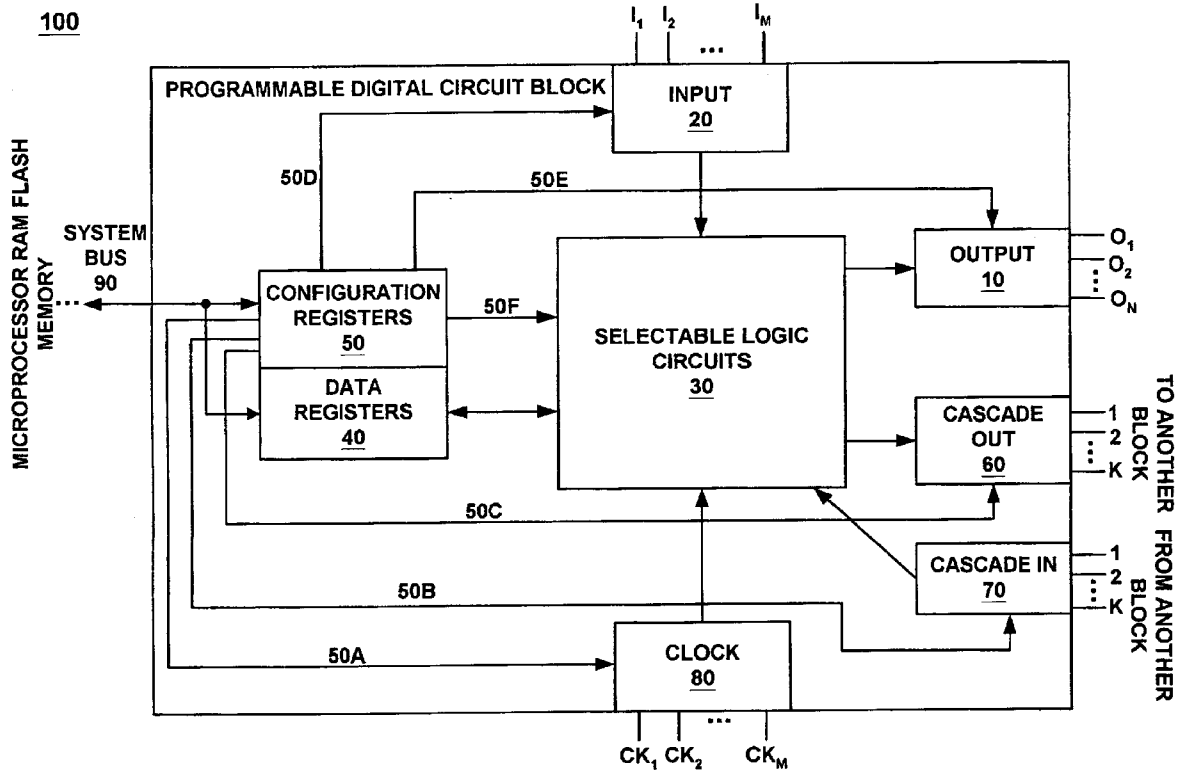 100
I1 I2 ... IM
PROGRAMMABLE DIGITAL CIRCUIT BLOCK
INPUT
20
50D
50E
MICROPROCESSOR RAM FLASH
MEMORY
SYSTEM
BUS
90
...
CONFIGURATION
REGISTERS
50
50F
DATA
REGISTERS
40
SELECTABLE LOGIC
CIRCUITS
30
OUTPUT
10
O1
O2
...
ON
CASCADE
OUT
60
1
2
...
K
TO ANOTHER
BLOCK
50C
CASCADE IN
70
1
2
...
K
FROM ANOTHER
BLOCK
50B
50A
CLOCK
80
CK1 CK2 ... CKM